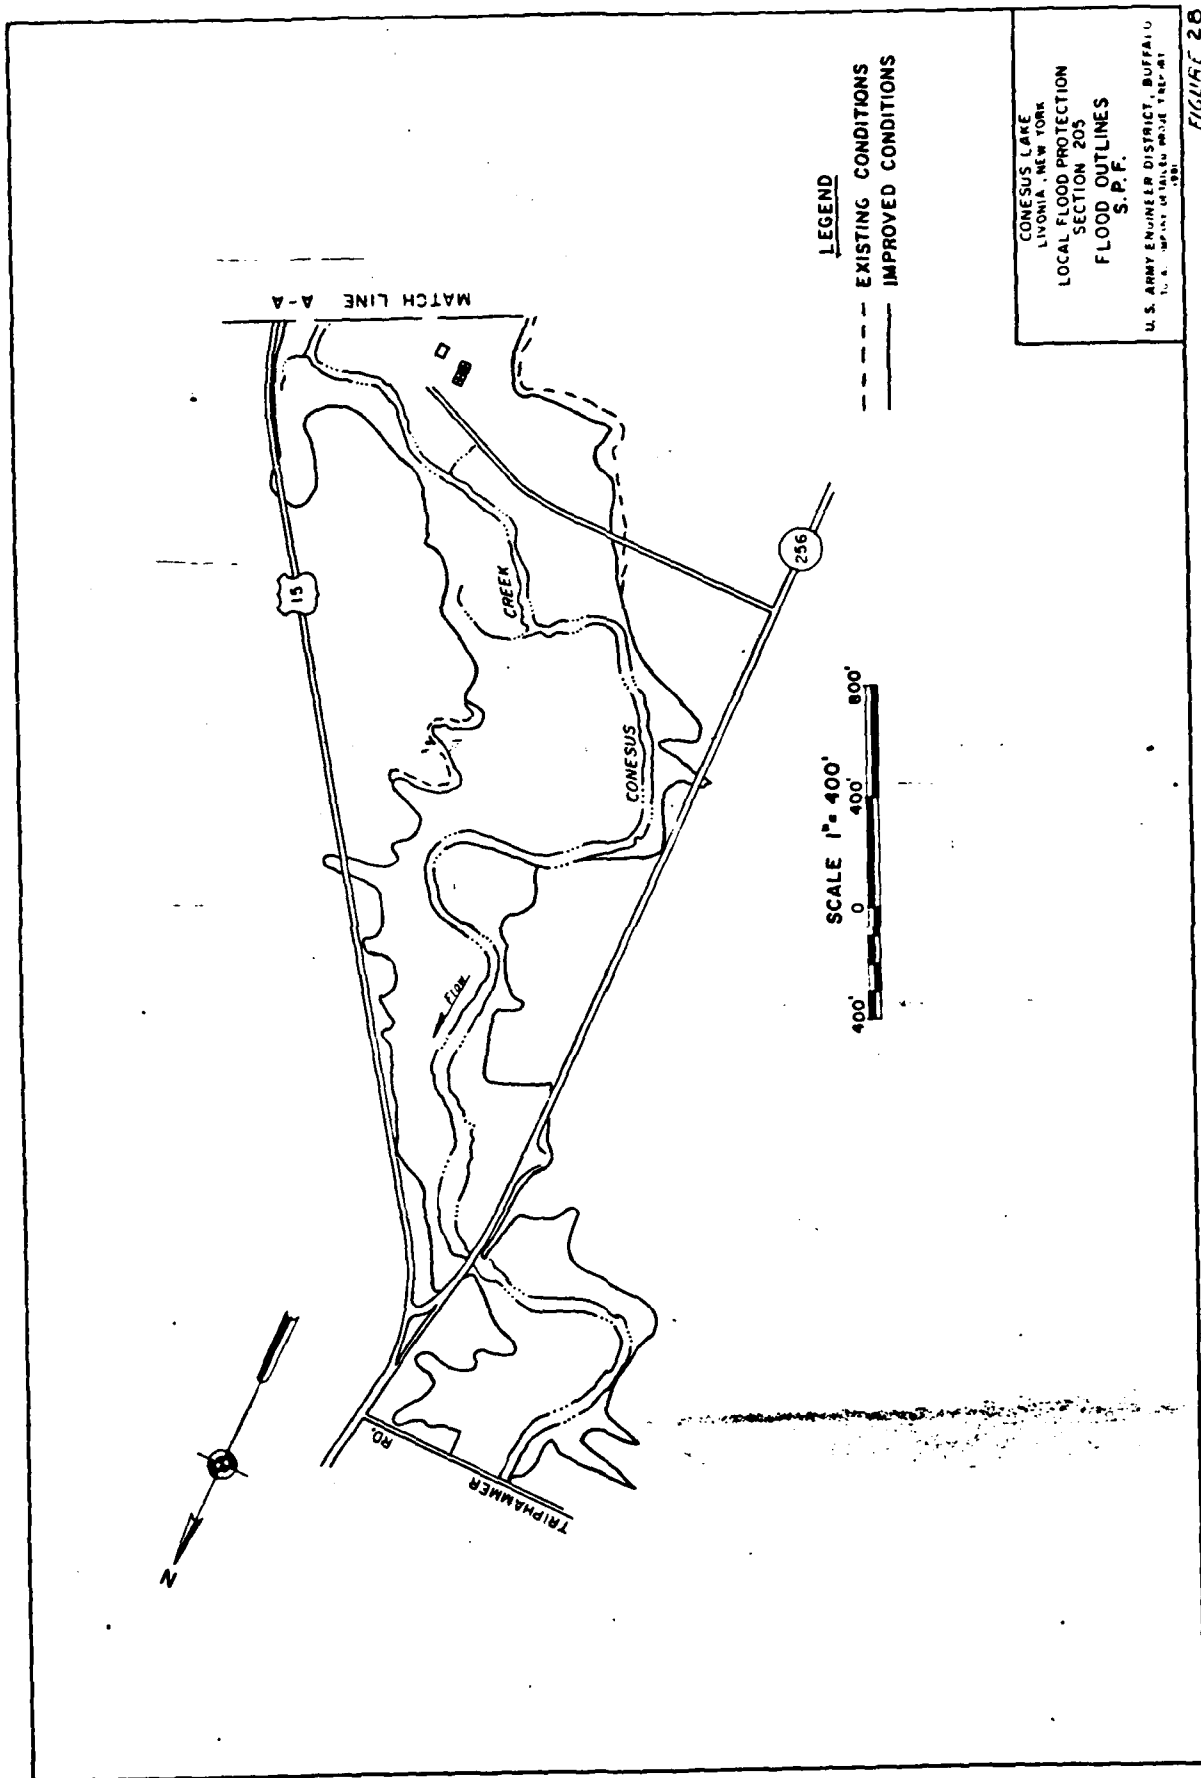 MATCH LINE A-A
15
CREEK
CONESUS
256
FLOW
TRIPHAMMER
RD.
N
LEGEND
EXISTING CONDITIONS
IMPROVED CONDITIONS
SCALE 1"= 400'
400' 0 400' 800'
CONESUS LAKE
LIVONIA, NEW YORK
LOCAL FLOOD PROTECTION
SECTION 205
FLOOD OUTLINES
S.P.F.
U.S. ARMY ENGINEER DISTRICT, BUFFALO
1981
FIGURE 28